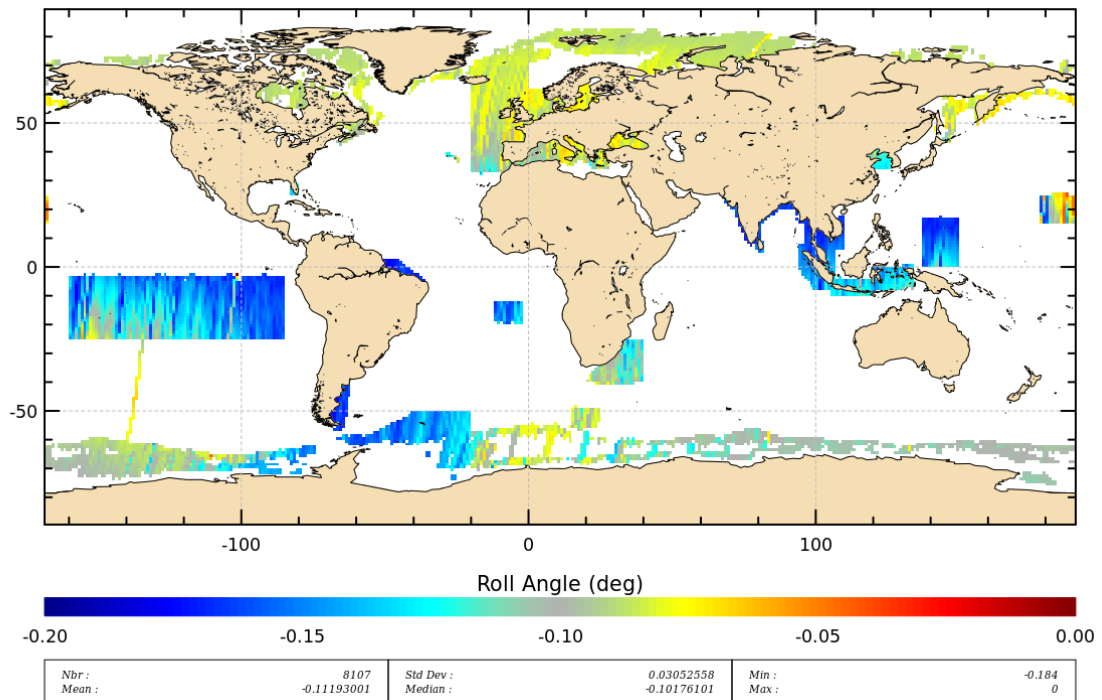 50
0
-50
-100 0 100
Roll Angle (deg)
-0.20 -0.15 -0.10 -0.05 0.00
Nbr : 8107 Std Dev : 0.03052558 Min : -0.184
Mean : -0.11193001 Median : -0.10176101 Max : 0